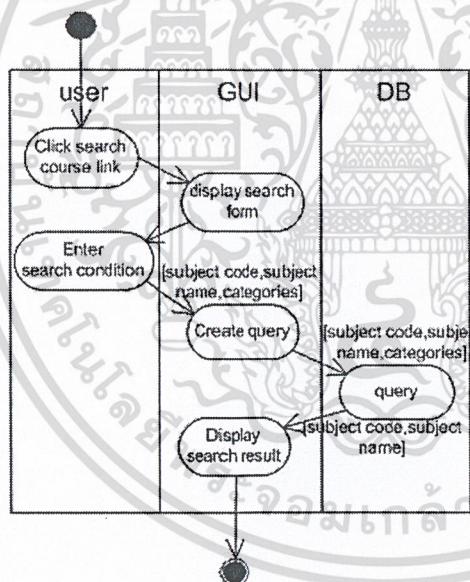 user
GUI
DB
Click search
course link
display search
form
Enter
search condition
[subject code,subject
name,categories]
Create query
[subject code,subje
name,categories]
query
[subject code,subject
name]
Display
search result